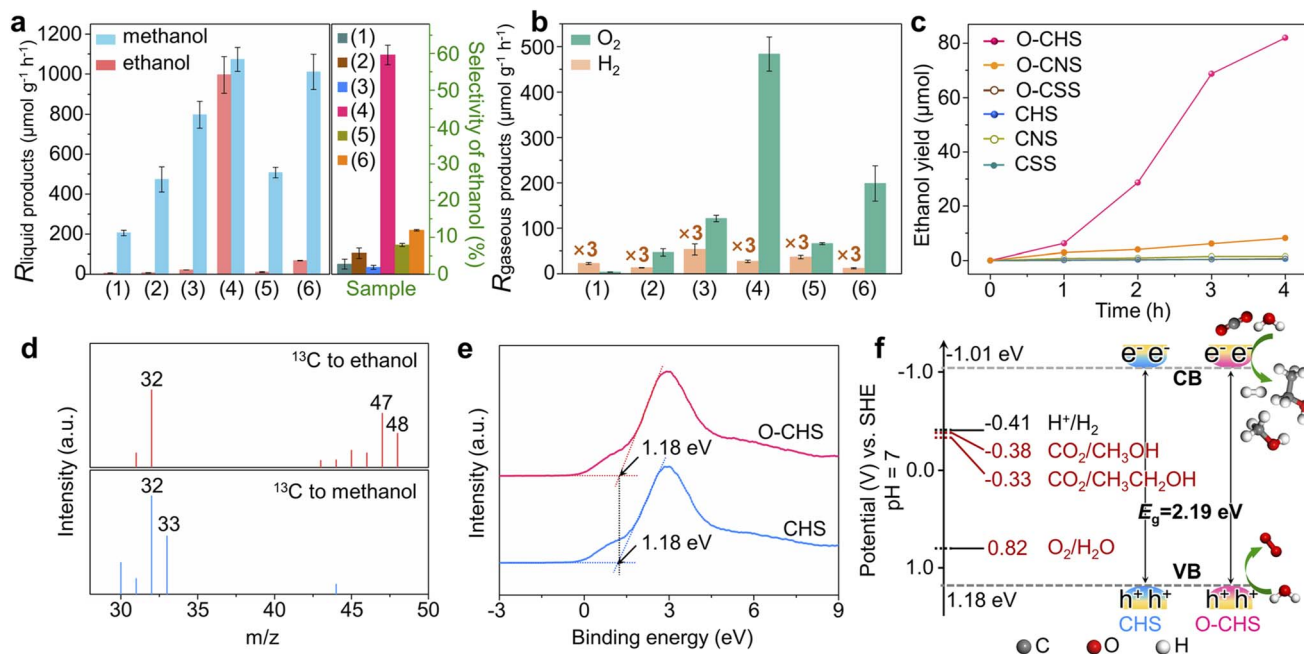 a
methanol
ethanol
Rliquid products (μmol g⁻¹ h⁻¹)
1200
1000
800
600
400
200
0
(1) (2) (3) (4) (5) (6)
(1)
(2)
(3)
(4)
(5)
(6)
Sample
60
50
40
30
20
10
0
Selectivity of ethanol (%)
b
O₂
H₂
Rgaseous products (μmol g⁻¹ h⁻¹)
500
400
300
200
100
50
0
×3 ×3 ×3 ×3 ×3 ×3
(1) (2) (3) (4) (5) (6)
c
O-CHS
O-CNS
O-CSS
CHS
CNS
CSS
Ethanol yield (μmol)
80
60
40
20
0
0 1 2 3 4
Time (h)
d
¹³C to ethanol
32
47
48
¹³C to methanol
32
33
Intensity (a.u.)
30 35 40 45 50
m/z
e
O-CHS
1.18 eV
CHS
1.18 eV
Intensity (a.u.)
-3 0 3 6 9
Binding energy (eV)
f
Potential (V) vs. SHE
pH = 7
-1.0
0.0
1.0
-1.01 eV
e⁻ e⁻ e⁻ e⁻
CB
-0.41 H⁺/H₂
-0.38 CO₂/CH₃OH
-0.33 CO₂/CH₃CH₂OH
Eg=2.19 eV
0.82 O₂/H₂O
VB
1.18 eV
h⁺ h⁺ h⁺ h⁺
CHS O-CHS
C O H